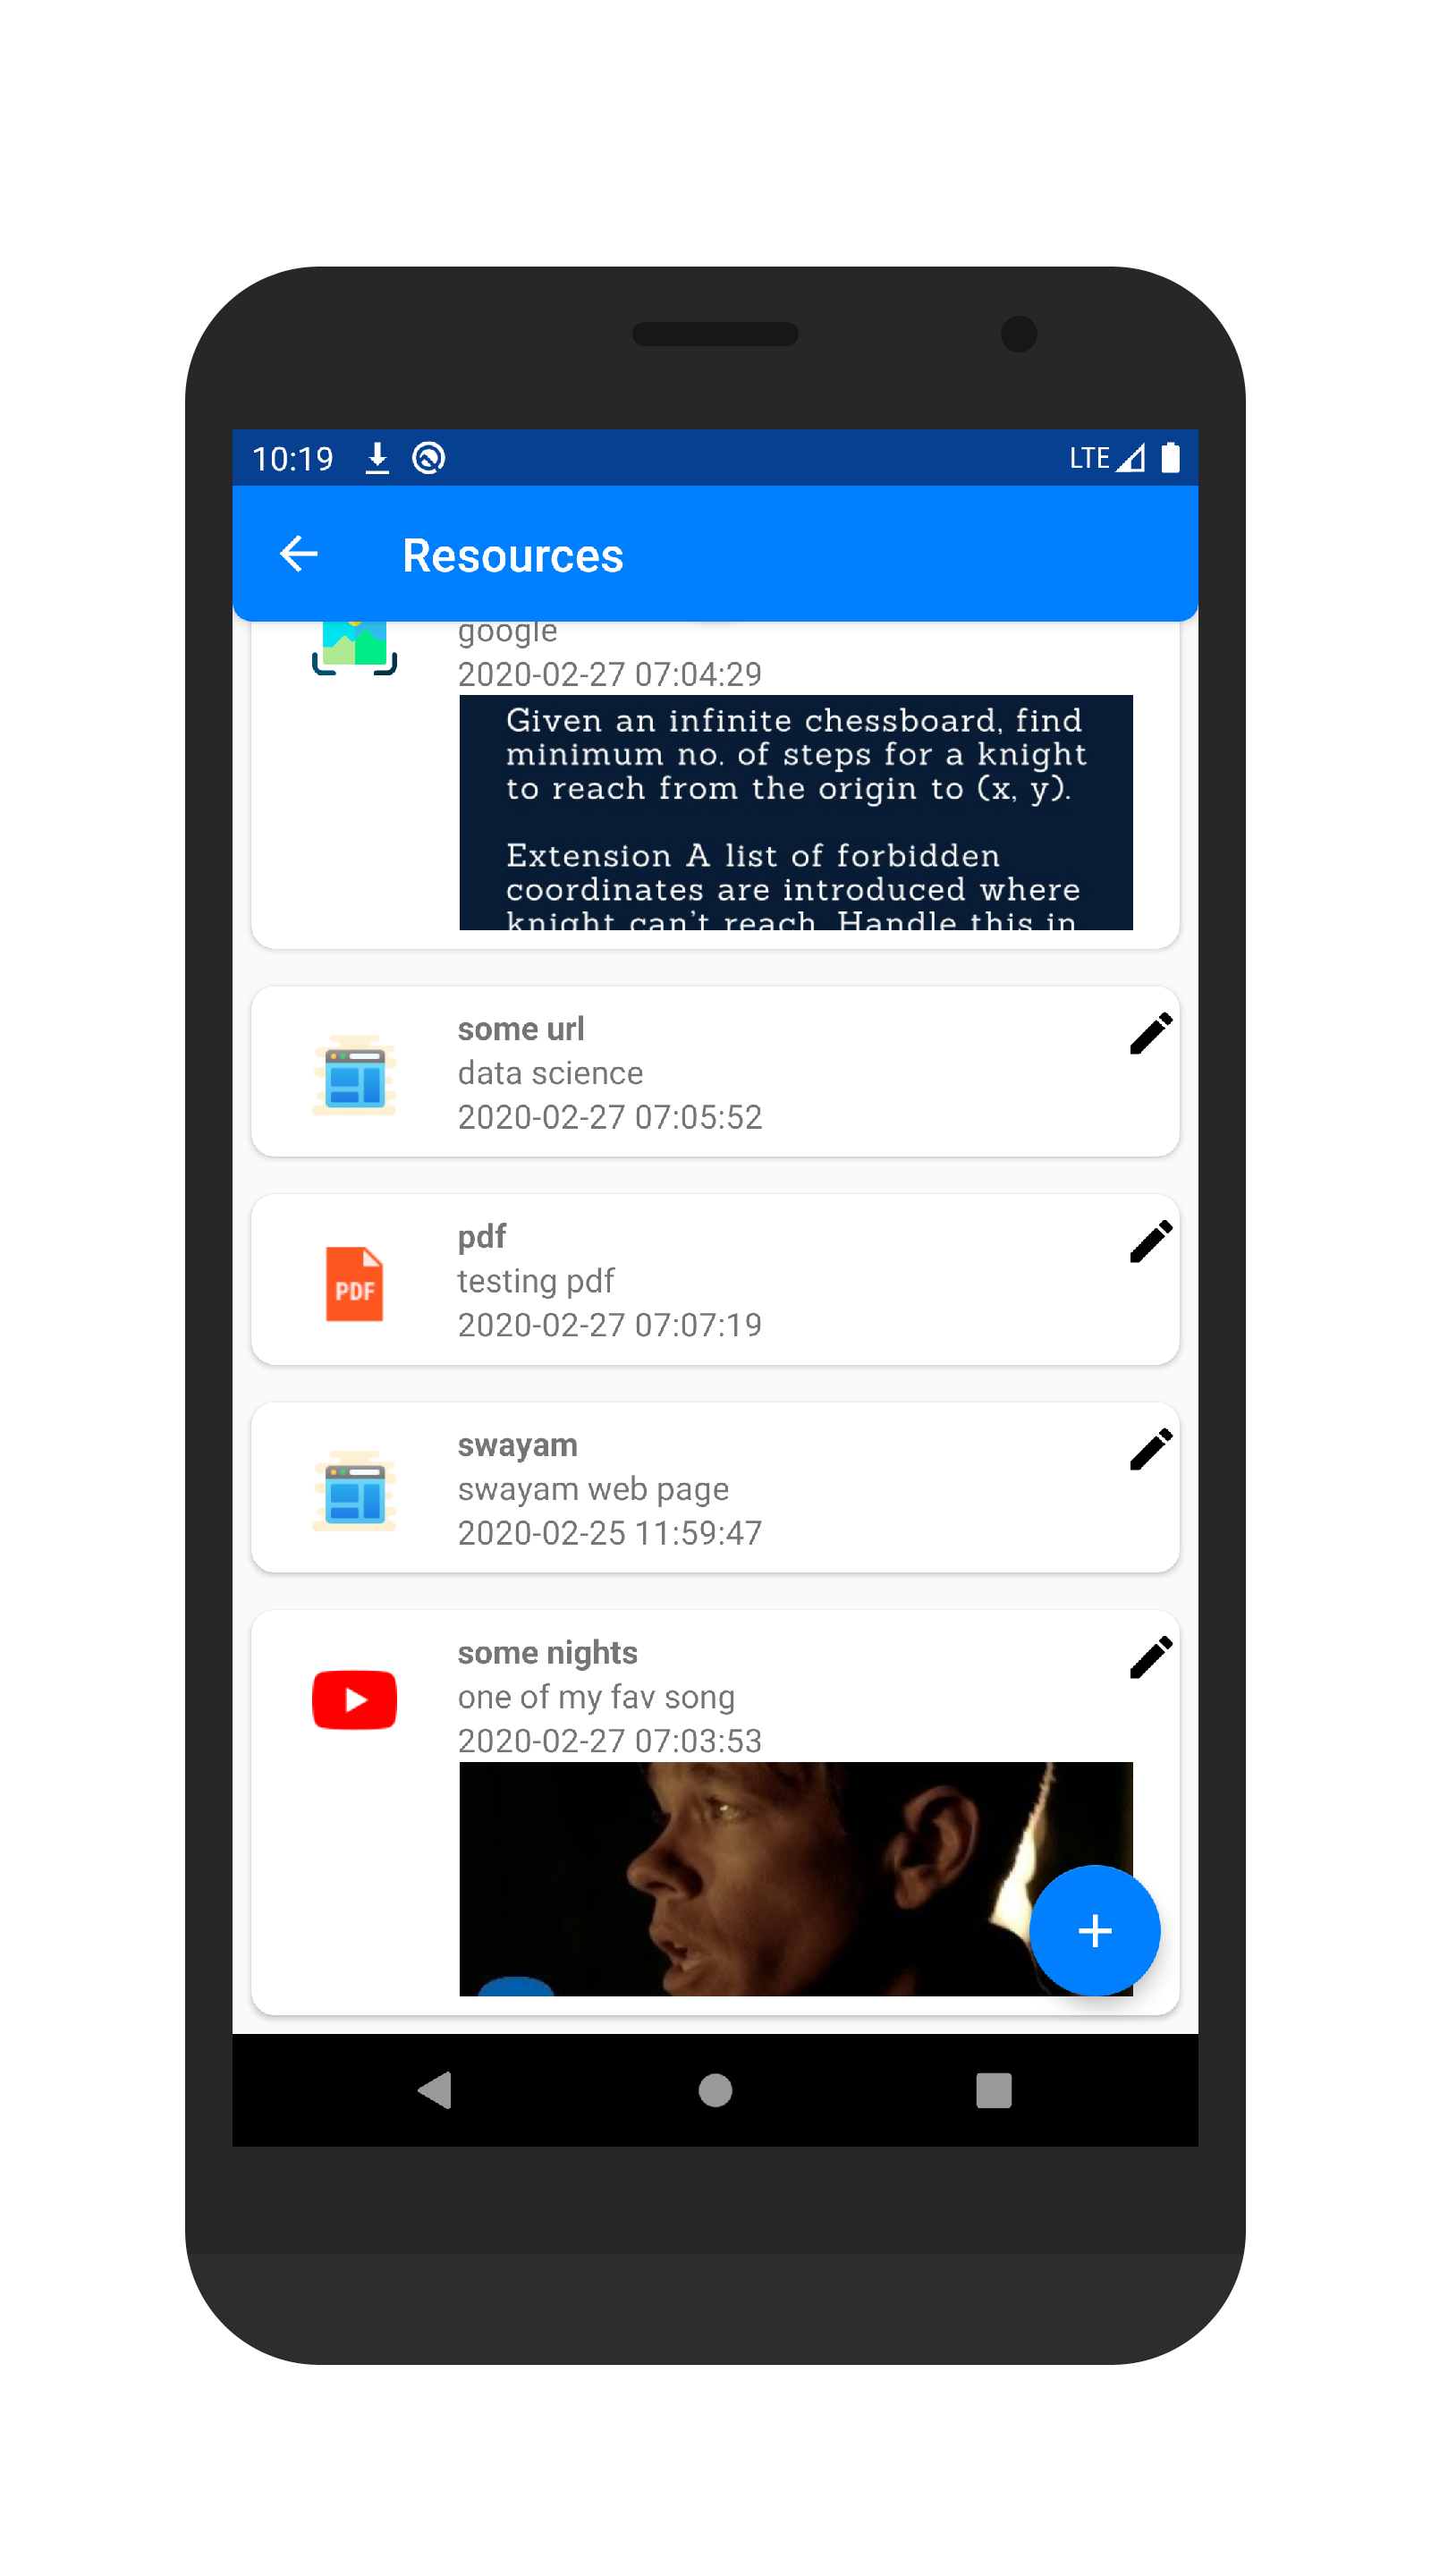 10:19
LTE
Resources
google
2020-02-27 07:04:29
Given an infinite chessboard, find
minimum no. of steps for a knight
to reach from the origin to (x, y).
Extension A list of forbidden
coordinates are introduced where
knight can't reach. Handle this in
some url
data science
2020-02-27 07:05:52
pdf
testing pdf
PDF
2020-02-27 07:07:19
swayam
swayam web page
2020-02-25 11:59:47
some nights
one of my fav song
2020-02-27 07:03:53